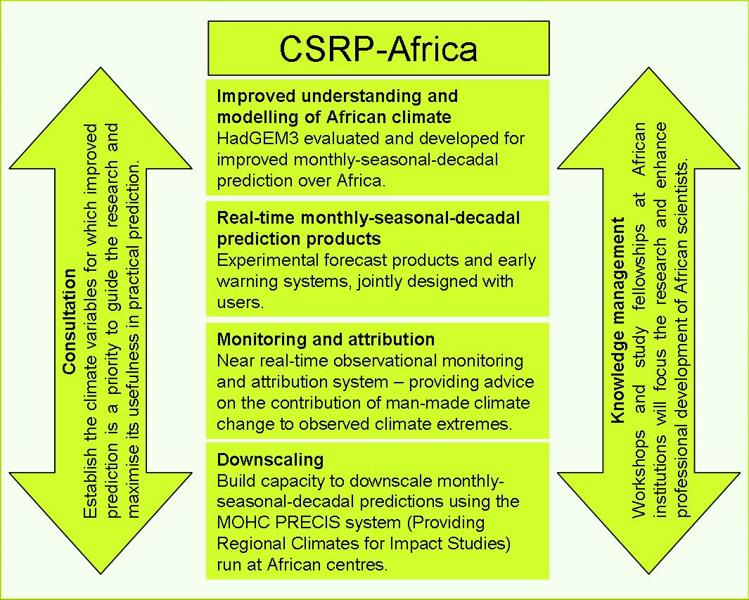 CSRP-Africa
Consultation
Establish the climate variables for which improved
prediction is a priority to guide the research and
maximise its usefulness in practical prediction.
Improved understanding and
modelling of African climate
HadGEM3 evaluated and developed for
improved monthly-seasonal-decadal
prediction over Africa.
Real-time monthly-seasonal-decadal
prediction products
Experimental forecast products and early
warning systems, jointly designed with
users.
Monitoring and attribution
Near real-time observational monitoring
and attribution system – providing advice
on the contribution of man-made climate
change to observed climate extremes.
Downscaling
Build capacity to downscale monthly-
seasonal-decadal predictions using the
MOHC PRECIS system (Providing
Regional Climates for Impact Studies)
run at African centres.
Knowledge management
Workshops and study fellowships at African
institutions will focus the research and enhance
professional development of African scientists.